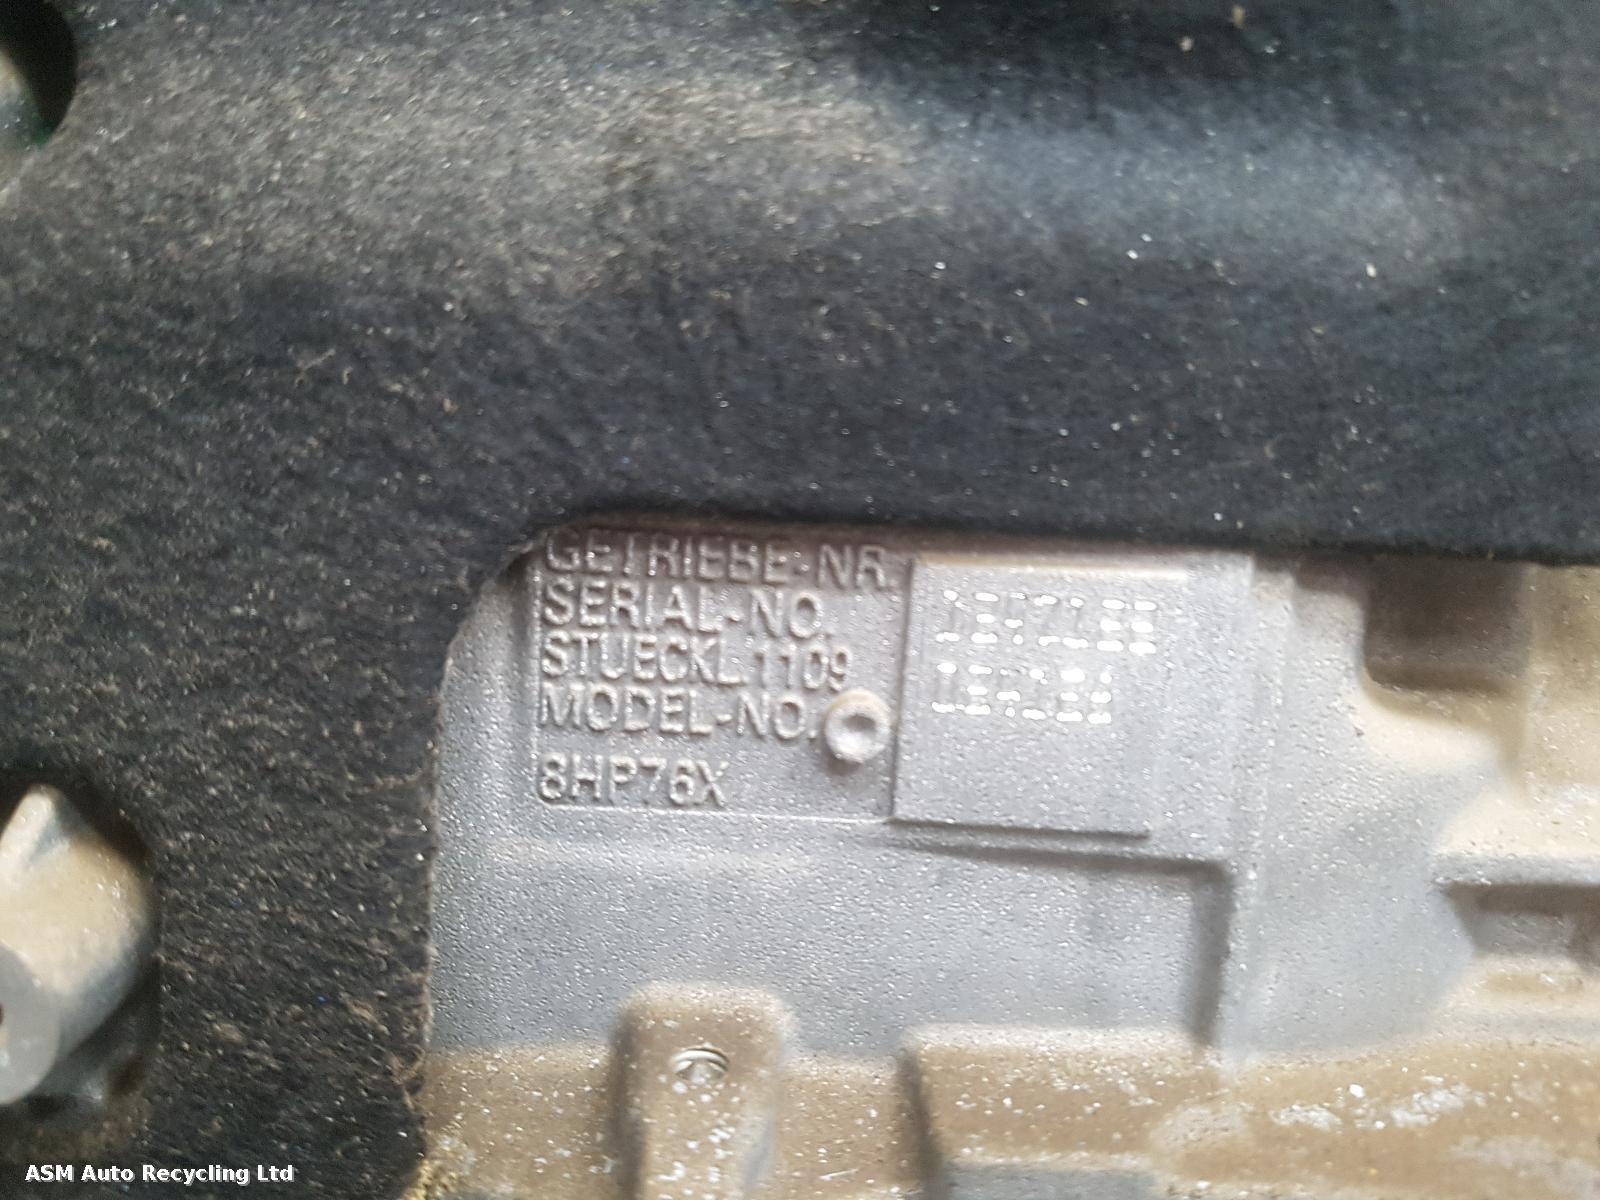 GETRIEBE-NR.
SERIAL-NO.
STUECKL.1109
MODEL-NO.
8HP76X
ASM Auto Recycling Ltd